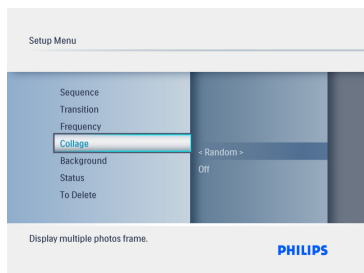 Setup Menu
Sequence
Transition
Frequency
Collage
Background
Status
To Delete
< Random >
Off
Display multiple photos frame.
PHILIPS